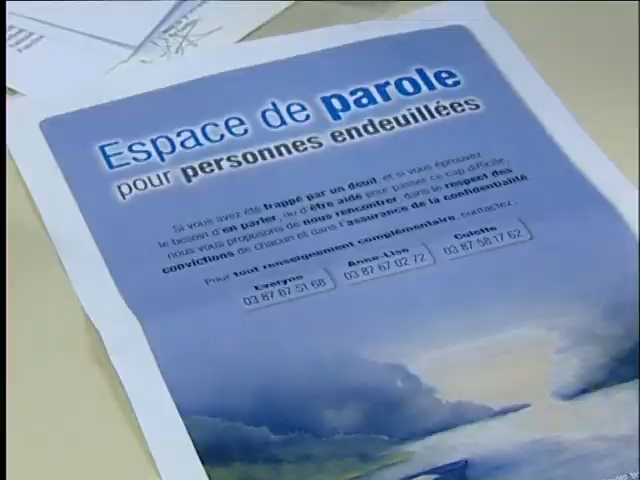 Espace de parole
pour personnes endeuillées
Si vous avez été frappé par un deuil, et si vous éprouvez
le besoin d'en parler, ou d'être aidé pour passer ce cap difficile,
nous vous proposons de nous rencontrer, dans le respect des
convictions de chacun et dans l'assurance de la confidentialité
Pour tout renseignement complémentaire, contactez :
Evelyne Anne-Lise Colette
03 87 67 51 68 03 87 67 02 72 03 87 58 17 62